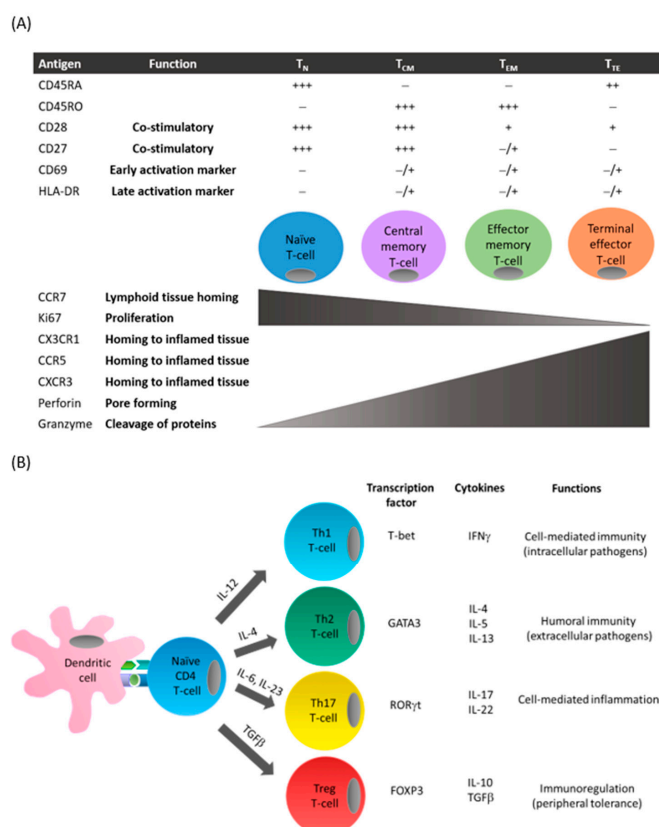 (A)
Antigen Function TN TCM TEM TTE
CD45RA +++ – – ++
CD45RO – +++ +++ –
CD28 Co-stimulatory +++ +++ + +
CD27 Co-stimulatory +++ +++ –/+ –
CD69 Early activation marker – –/+ –/+ –/+
HLA-DR Late activation marker – –/+ –/+ –/+
Naïve
T-cell
Central
memory
T-cell
Effector
memory
T-cell
Terminal
effector
T-cell
CCR7 Lymphoid tissue homing
Ki67 Proliferation
CX3CR1 Homing to inflamed tissue
CCR5 Homing to inflamed tissue
CXCR3 Homing to inflamed tissue
Perforin Pore forming
Granzyme Cleavage of proteins
(B)
Transcription
factor
Cytokines
Functions
Dendritic
cell
Naïve
CD4
T-cell
IL-12
Th1
T-cell
T-bet
IFNγ
Cell-mediated immunity
(intracellular pathogens)
IL-4
Th2
T-cell
GATA3
IL-4
IL-5
IL-13
Humoral immunity
(extracellular pathogens)
IL-6, IL-23
Th17
T-cell
RORγt
IL-17
IL-22
Cell-mediated inflammation
TGFβ
Treg
T-cell
FOXP3
IL-10
TGFβ
Immunoregulation
(peripheral tolerance)